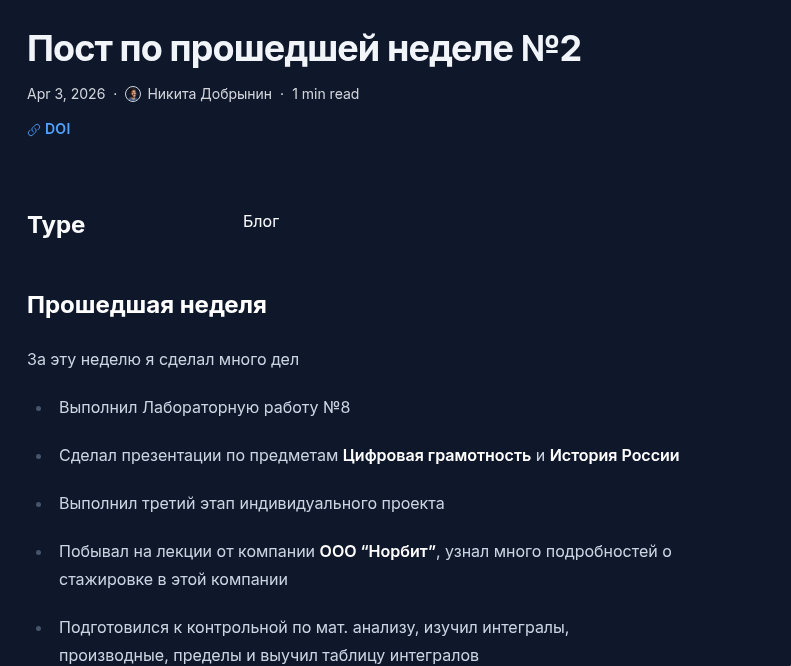 Пост по прошедшей неделе №2
Apr 3, 2026 · Никита Добрынин · 1 min read
DOI
Type
Блог
Прошедшая неделя
За эту неделю я сделал много дел
Выполнил Лабораторную работу №8
Сделал презентации по предметам Цифровая грамотность и История России
Выполнил третий этап индивидуального проекта
Побывал на лекции от компании ООО “Норбит”, узнал много подробностей о
стажировке в этой компании
Подготовился к контрольной по мат. анализу, изучил интегралы,
производные, пределы и выучил таблицу интегралов